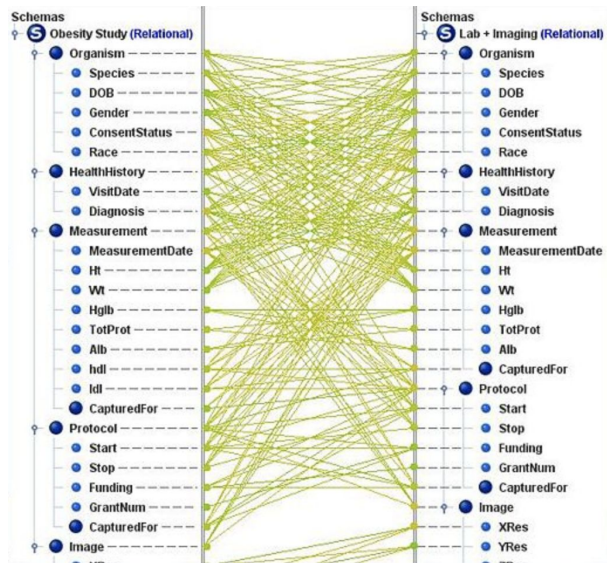 Schemas
Obesity Study (Relational)
Organism
Species
DOB
Gender
ConsentStatus
Race
HealthHistory
VisitDate
Diagnosis
Measurement
MeasurementDate
Ht
Wt
Hglb
TotProt
Alb
hdl
ldl
CapturedFor
Protocol
Start
Stop
Funding
GrantNum
CapturedFor
Image
Schemas
Lab + Imaging (Relational)
Organism
Species
DOB
Gender
ConsentStatus
Race
HealthHistory
VisitDate
Diagnosis
Measurement
MeasurementDate
Ht
Wt
Hglb
TotProt
Alb
CapturedFor
Protocol
Start
Stop
Funding
GrantNum
CapturedFor
Image
XRes
YRes